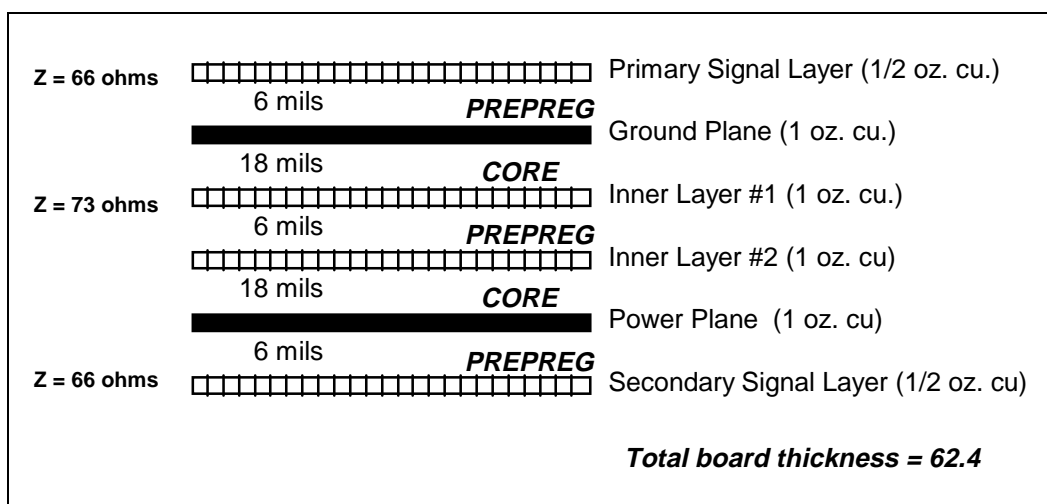 Z = 66 ohms
Primary Signal Layer (1/2 oz. cu.)
6 mils
PREPREG
Ground Plane (1 oz. cu.)
18 mils
CORE
Z = 73 ohms
Inner Layer #1 (1 oz. cu.)
6 mils
PREPREG
Inner Layer #2 (1 oz. cu)
18 mils
CORE
Power Plane (1 oz. cu)
6 mils
PREPREG
Z = 66 ohms
Secondary Signal Layer (1/2 oz. cu)
Total board thickness = 62.4